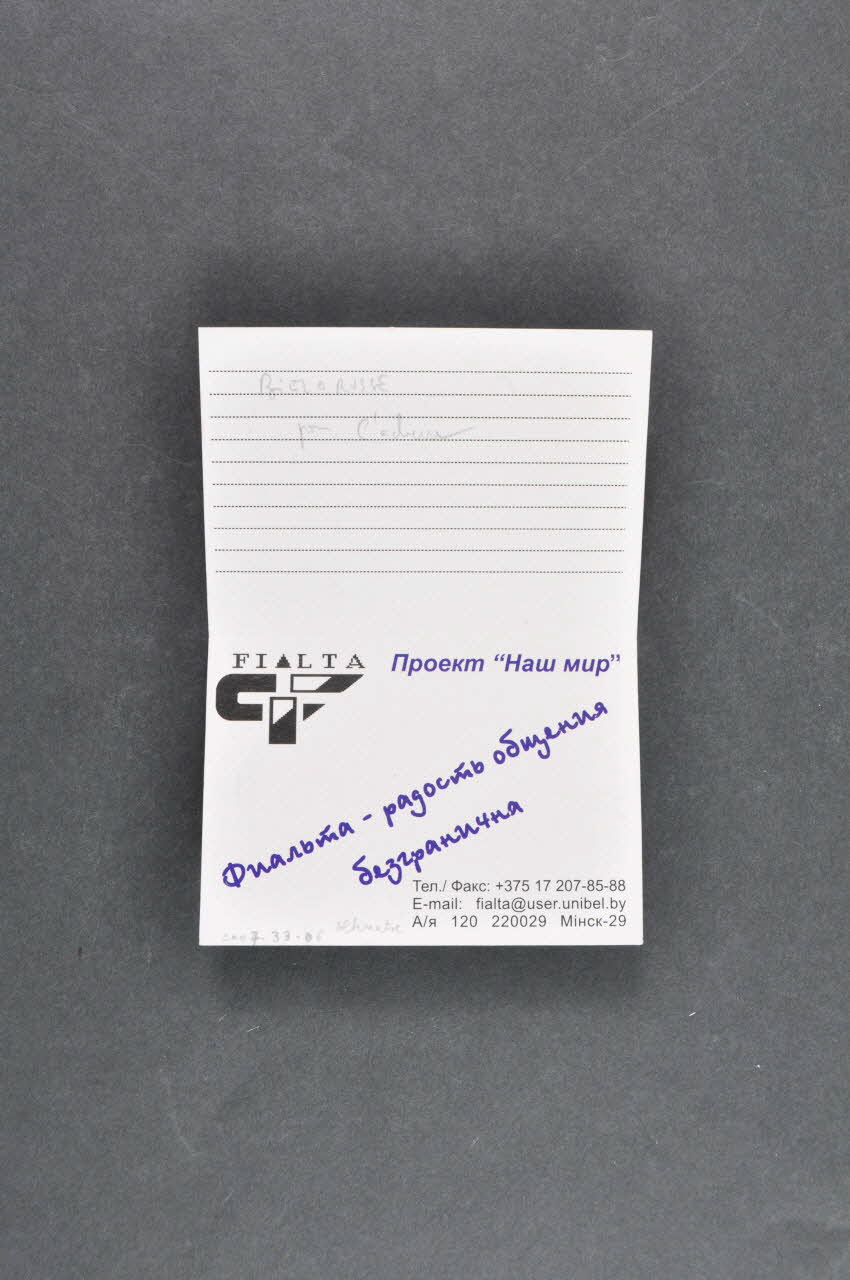 BIELORUSSE
FIALTA
Проект “Наш мир”
Фиальта - радость общения
безгранична
Тел./ Факс: +375 17 207-85-88
E-mail: fialta@user.unibel.by
А/я 120 220029 Мінск-29